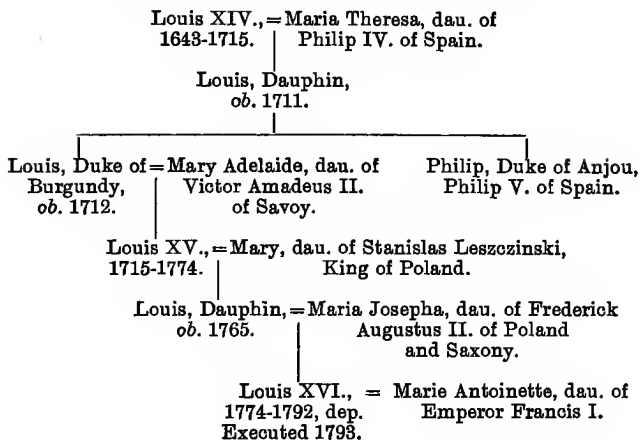 Louis XIV., = Maria Theresa, dau. of
1643-1715. Philip IV. of Spain.
Louis, Dauphin,
ob. 1711.
Louis, Duke of = Mary Adelaide, dau. of Philip, Duke of Anjou,
Burgundy, Victor Amadeus II. Philip V. of Spain.
ob. 1712. of Savoy.
Louis XV., = Mary, dau. of Stanislas Leszczinski,
1715-1774. King of Poland.
Louis, Dauphin, = Maria Josepha, dau. of Frederick
ob. 1765. Augustus II. of Poland
and Saxony.
Louis XVI., = Marie Antoinette, dau. of
1774-1792, dep. Emperor Francis I.
Executed 1793.